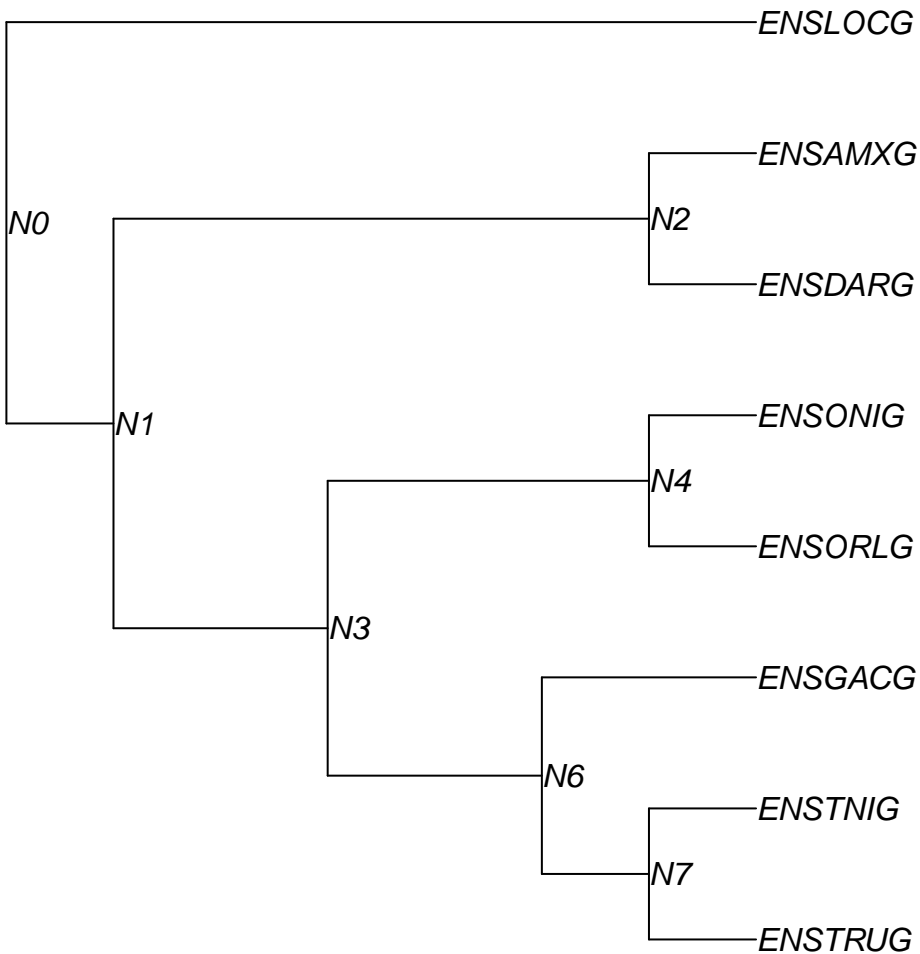 ENSLOCG
ENSAMXG
N0
N2
ENSDARG
ENSONIG
N1
N4
ENSORLG
N3
ENSGACG
N6
ENSTNIG
N7
ENSTRUG